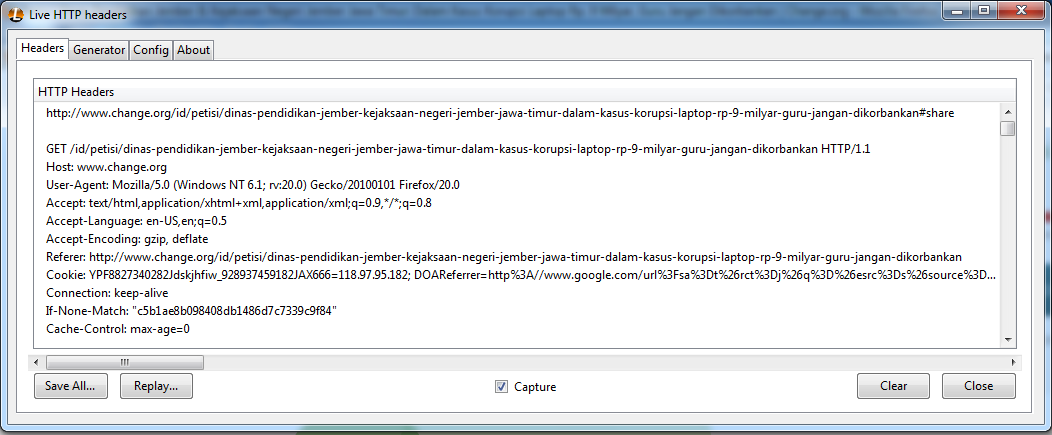 Live HTTP headers
Headers Generator Config About
HTTP Headers
http://www.change.org/id/petisi/dinas-pendidikan-jember-kejaksaan-negeri-jember-jawa-timur-dalam-kasus-korupsi-laptop-rp-9-milyar-guru-jangan-dikorbankan#share
GET /id/petisi/dinas-pendidikan-jember-kejaksaan-negeri-jember-jawa-timur-dalam-kasus-korupsi-laptop-rp-9-milyar-guru-jangan-dikorbankan HTTP/1.1
Host: www.change.org
User-Agent: Mozilla/5.0 (Windows NT 6.1; rv:20.0) Gecko/20100101 Firefox/20.0
Accept: text/html,application/xhtml+xml,application/xml;q=0.9,*/*;q=0.8
Accept-Language: en-US,en;q=0.5
Accept-Encoding: gzip, deflate
Referer: http://www.change.org/id/petisi/dinas-pendidikan-jember-kejaksaan-negeri-jember-jawa-timur-dalam-kasus-korupsi-laptop-rp-9-milyar-guru-jangan-dikorbankan
Cookie: YPF8827340282Jdskjhfiw_928937459182JAX666=118.97.95.182; DOAReferrer=http%3A//www.google.com/url%3Fsa%3Dt%26rct%3Dj%26q%3D%26esrc%3Ds%26source%3D...
Connection: keep-alive
If-None-Match: "c5b1ae8b098408db1486d7c7339c9f84"
Cache-Control: max-age=0
Save All... Replay... Capture Clear Close